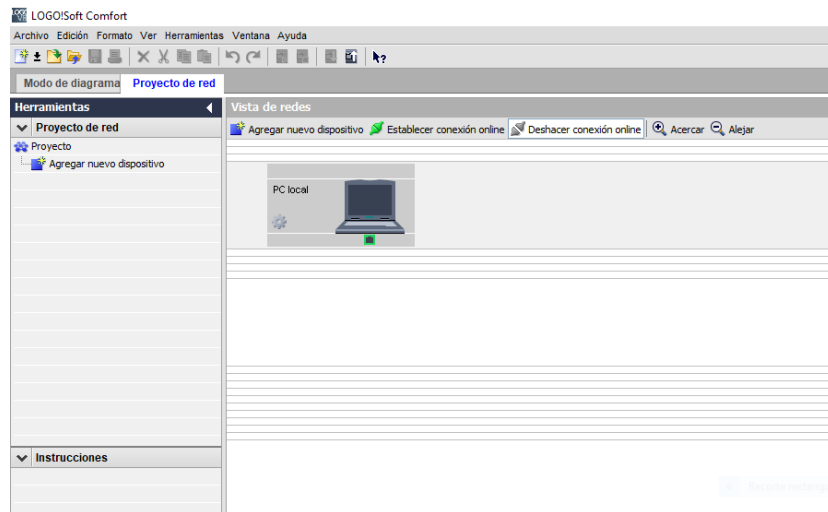 LOGO!Soft Comfort
Archivo Edición Formato Ver Herramientas Ventana Ayuda
Modo de diagrama Proyecto de red
Herramientas
Vista de redes
Proyecto de red
Agregar nuevo dispositivo Establecer conexión online Deshacer conexión online Acercar Alejar
Proyecto
Agregar nuevo dispositivo
PC local
Instrucciones